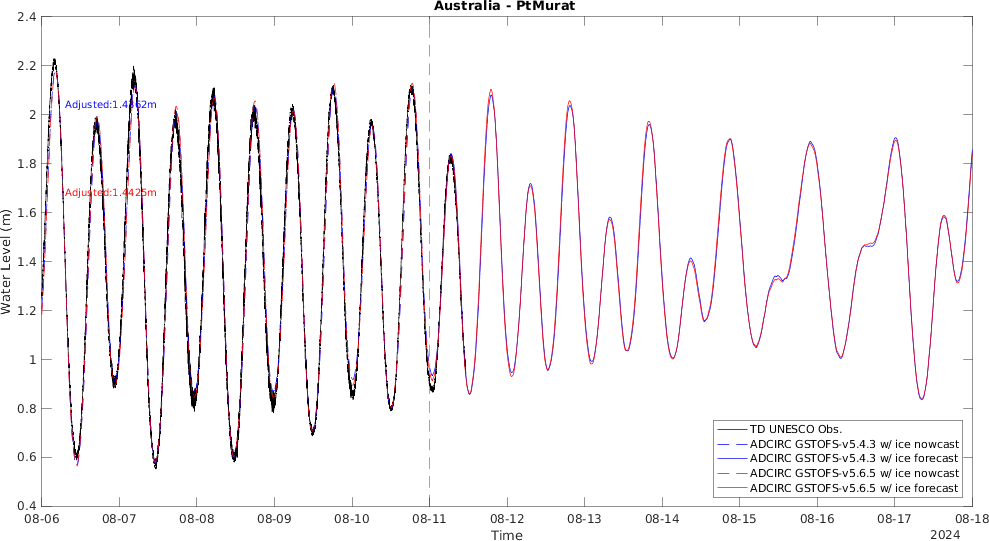 Australia - PtMurat
2.4
2.2
2
1.8
1.6
1.4
1.2
1
0.8
0.6
0.4
Water Level (m)
Adjusted:1.4362m
Adjusted:1.4425m
TD UNESCO Obs.
ADCIRC GSTOFS-v5.4.3 w/ ice nowcast
ADCIRC GSTOFS-v5.4.3 w/ ice forecast
ADCIRC GSTOFS-v5.6.5 w/ ice nowcast
ADCIRC GSTOFS-v5.6.5 w/ ice forecast
08-06 08-07 08-08 08-09 08-10 08-11 08-12 08-13 08-14 08-15 08-16 08-17 08-18
Time
2024